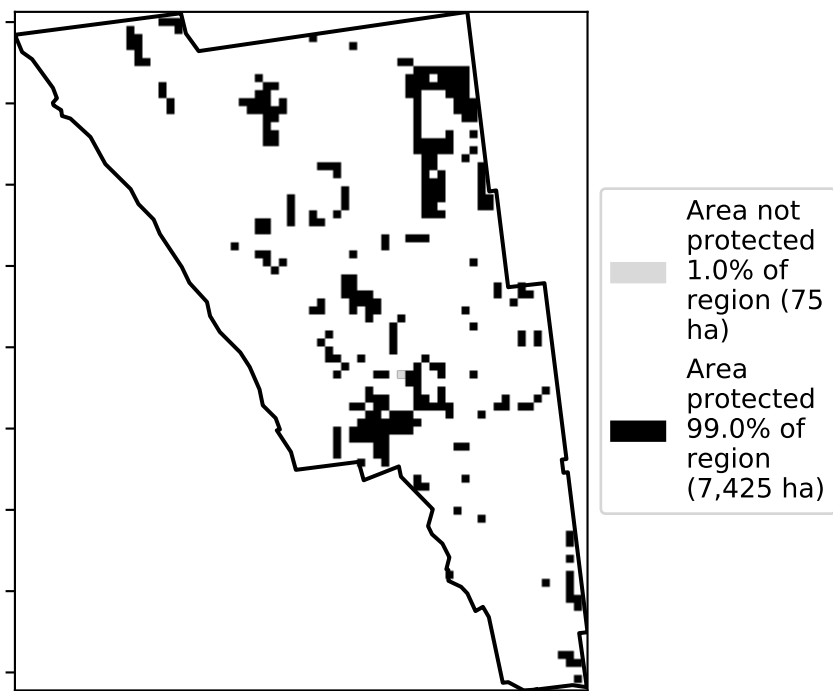 Area not
protected
1.0% of
region (75
ha)
Area
protected
99.0% of
region
(7,425 ha)